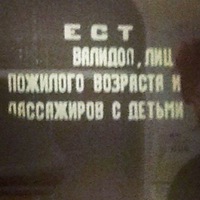 ЕСТ
ВАЛИДОЛ, ЛИЦ
ПОЖИЛОГО ВОЗРАСТА И
ПАССАЖИРОВ С ДЕТЬМИ